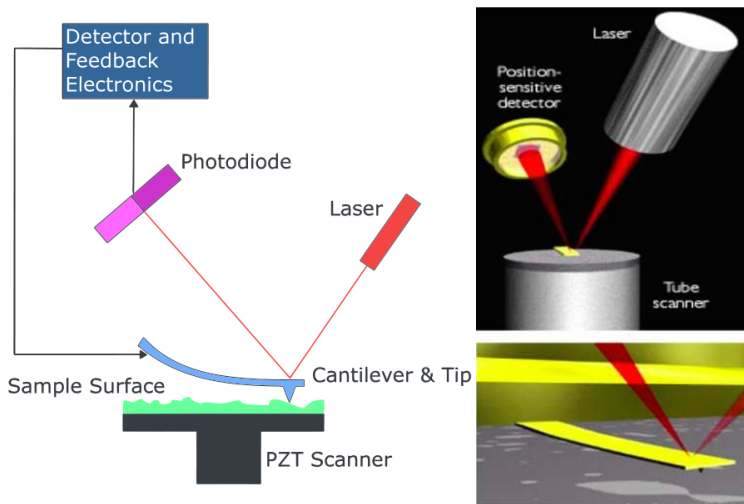 Detector and
Feedback
Electronics
Photodiode
Laser
Cantilever & Tip
Sample Surface
PZT Scanner
Laser
Position-
sensitive
detector
Tube
scanner